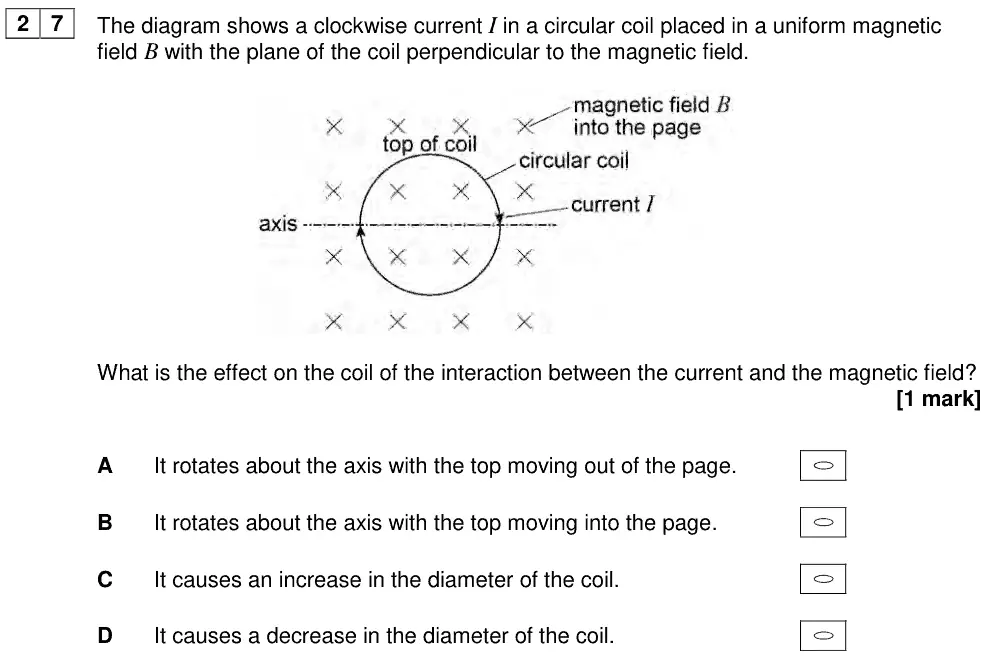 2 7 The diagram shows a clockwise current I in a circular coil placed in a uniform magnetic
field B with the plane of the coil perpendicular to the magnetic field.
magnetic field B
into the page
top of coil
circular coil
current I
axis
What is the effect on the coil of the interaction between the current and the magnetic field?
[1 mark]
A It rotates about the axis with the top moving out of the page.
B It rotates about the axis with the top moving into the page.
C It causes an increase in the diameter of the coil.
D It causes a decrease in the diameter of the coil.